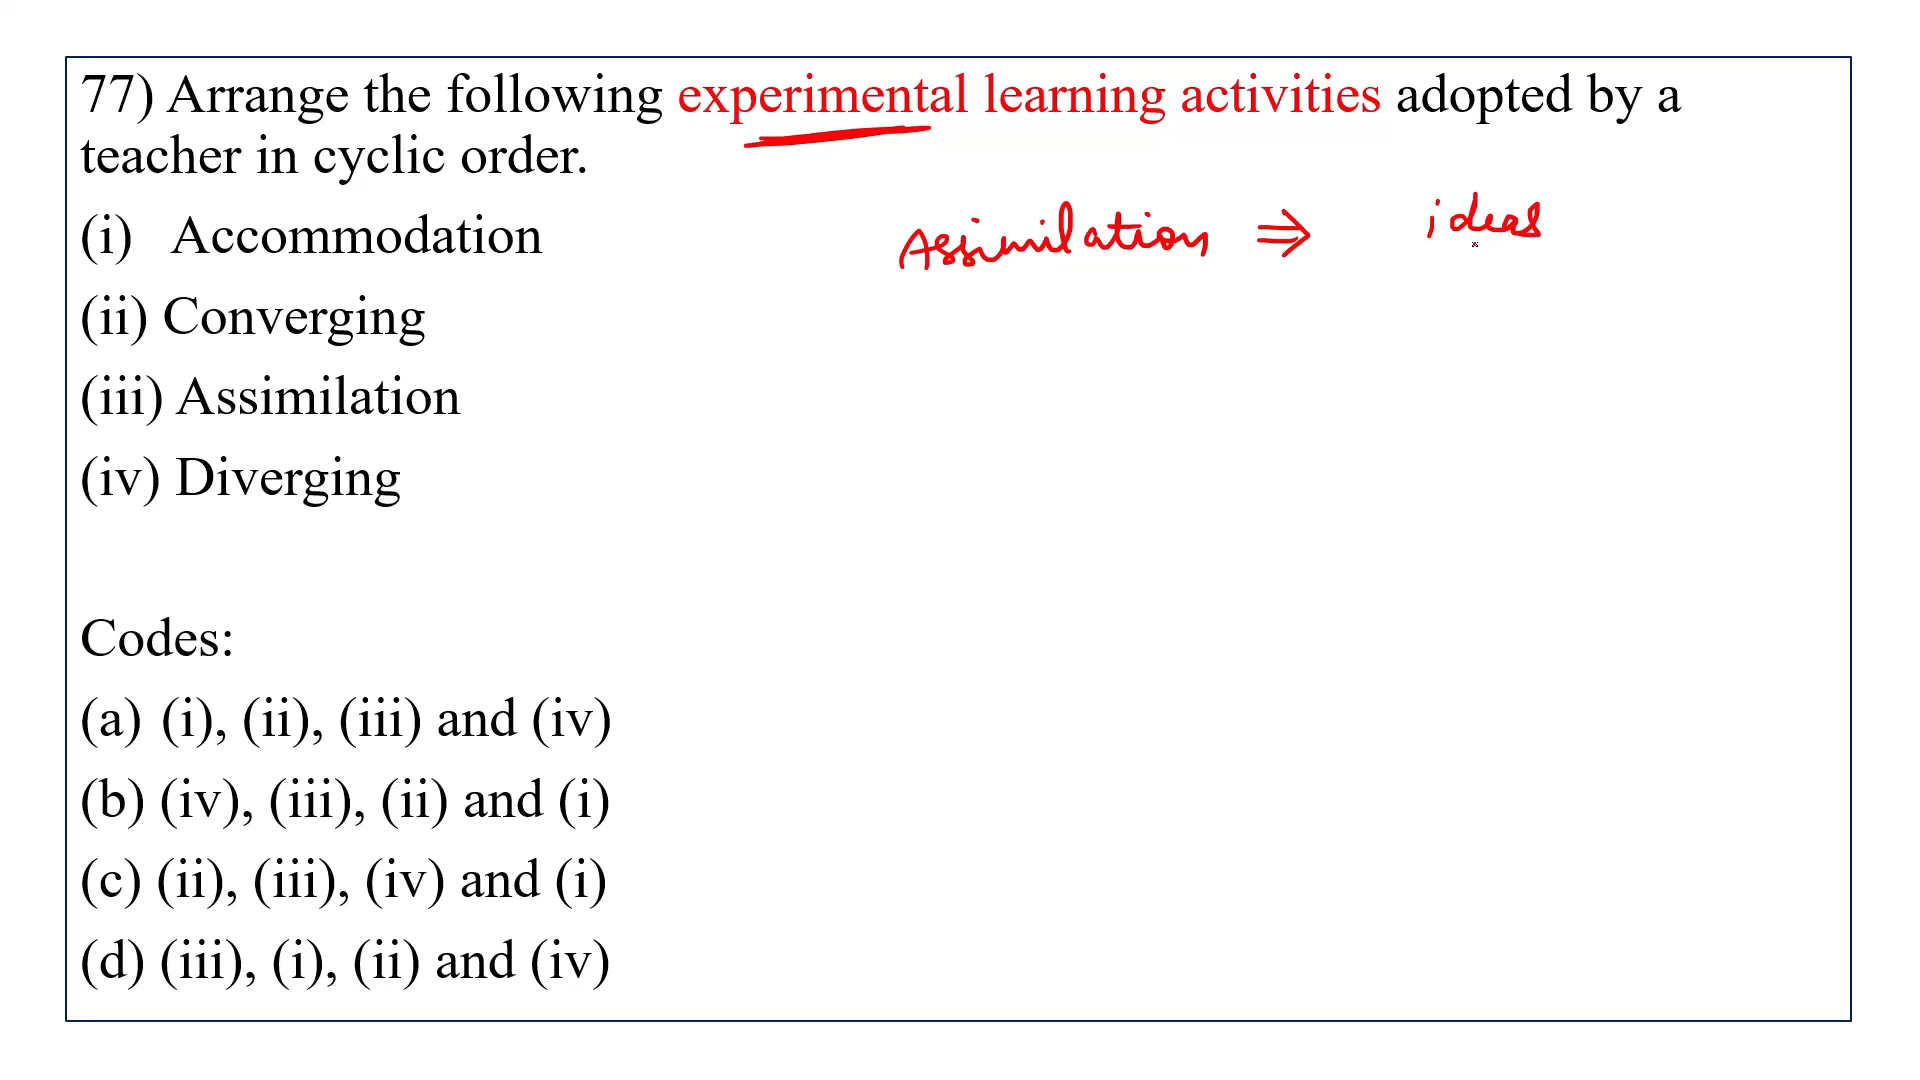 77) Arrange the following experimental learning activities adopted by a
teacher in cyclic order.
(i) Accommodation
Assimilation ⇒ ideas
(ii) Converging
(iii) Assimilation
(iv) Diverging
Codes:
(a) (i), (ii), (iii) and (iv)
(b) (iv), (iii), (ii) and (i)
(c) (ii), (iii), (iv) and (i)
(d) (iii), (i), (ii) and (iv)